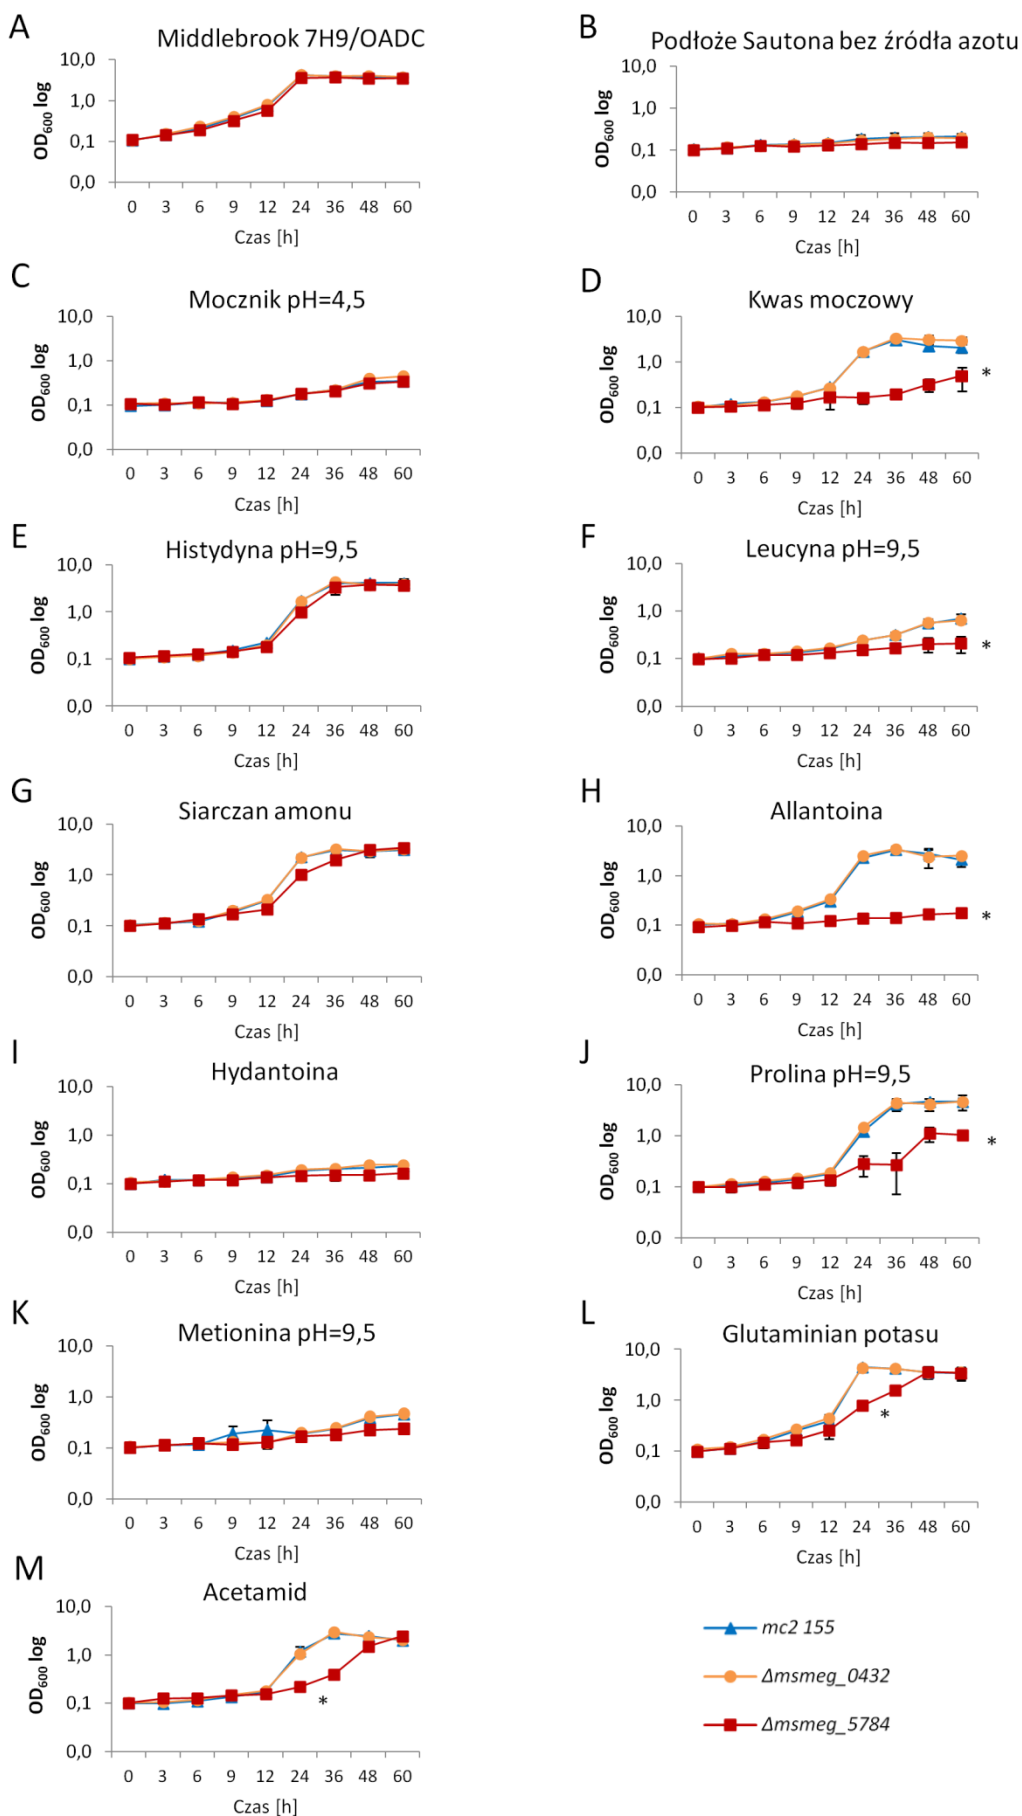 A
Middlebrook 7H9/OADC
10,0
1,0
0,1
0,0
OD600 log
0 3 6 9 12 24 36 48 60
Czas [h]
B
Podłoże Sautona bez źródła azotu
10,0
1,0
0,1
0,0
OD600 log
0 3 6 9 12 24 36 48 60
Czas [h]
C
Mocznik pH=4,5
10,0
1,0
0,1
0,0
OD600 log
0 3 6 9 12 24 36 48 60
Czas [h]
D
Kwas moczowy
10,0
1,0
0,1
0,0
OD600 log
*
0 3 6 9 12 24 36 48 60
Czas [h]
E
Histydyna pH=9,5
10,0
1,0
0,1
0,0
OD600 log
0 3 6 9 12 24 36 48 60
Czas [h]
F
Leucyna pH=9,5
10,0
1,0
0,1
0,0
OD600 log
*
0 3 6 9 12 24 36 48 60
Czas [h]
G
Siarczan amonu
10,0
1,0
0,1
0,0
OD600 log
0 3 6 9 12 24 36 48 60
Czas [h]
H
Allantoina
10,0
1,0
0,1
0,0
OD600 log
*
0 3 6 9 12 24 36 48 60
Czas [h]
I
Hydantoina
10,0
1,0
0,1
0,0
OD600 log
0 3 6 9 12 24 36 48 60
Czas [h]
J
Prolina pH=9,5
10,0
1,0
0,1
0,0
OD600 log
*
0 3 6 9 12 24 36 48 60
Czas [h]
K
Metionina pH=9,5
10,0
1,0
0,1
0,0
OD600 log
0 3 6 9 12 24 36 48 60
Czas [h]
L
Glutaminian potasu
10,0
1,0
0,1
0,0
OD600 log
*
0 3 6 9 12 24 36 48 60
Czas [h]
M
Acetamid
10,0
1,0
0,1
0,0
OD600 log
*
0 3 6 9 12 24 36 48 60
Czas [h]
mc2 155
Δmsmeg_0432
Δmsmeg_5784